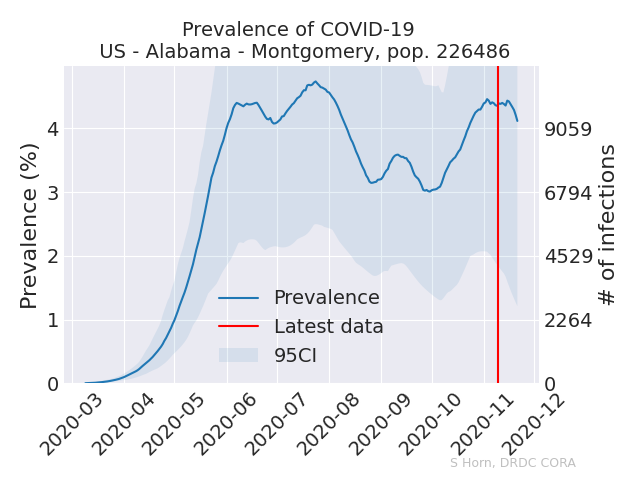 Prevalence of COVID-19
US - Alabama - Montgomery, pop. 226486
Prevalence (%)
4
3
2
1
0
9059
6794
4529
2264
0
# of infections
Prevalence
Latest data
95CI
2020-03
2020-04
2020-05
2020-06
2020-07
2020-08
2020-09
2020-10
2020-11
2020-12
S Horn, DRDC CORA